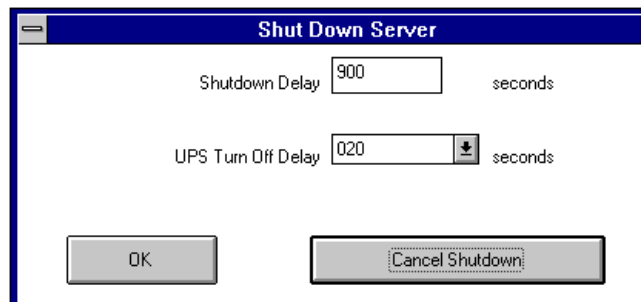 Shut Down Server
Shutdown Delay 900 seconds
UPS Turn Off Delay 020 seconds
OK Cancel Shutdown